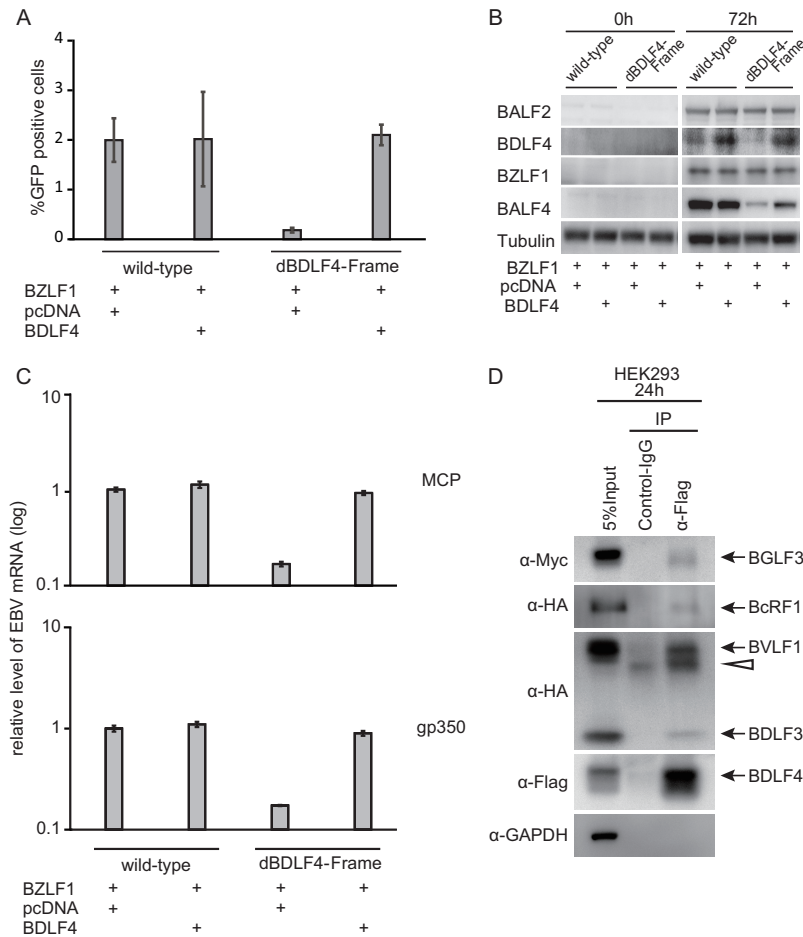 A
4
3
2
1
0
%GFP positive cells
wild-type
dBDLF4-Frame
BZLF1 + + + +
pcDNA + +
BDLF4 + +
B
0h
72h
wild-type
dBDLF4-
Frame
wild-type
dBDLF4-
Frame
BALF2
BDLF4
BZLF1
BALF4
Tubulin
BZLF1 + + + + + + + +
pcDNA + + + +
BDLF4 + + + +
C
10
1
0.1
MCP
10
1
0.1
gp350
relative level of EBV mRNA (log)
wild-type
dBDLF4-Frame
BZLF1 + + + +
pcDNA + +
BDLF4 + +
D
HEK293
24h
IP
5%Input
Control-IgG
α-Flag
α-Myc
BGLF3
α-HA
BcRF1
α-HA
BVLF1
BDLF3
α-Flag
BDLF4
α-GAPDH